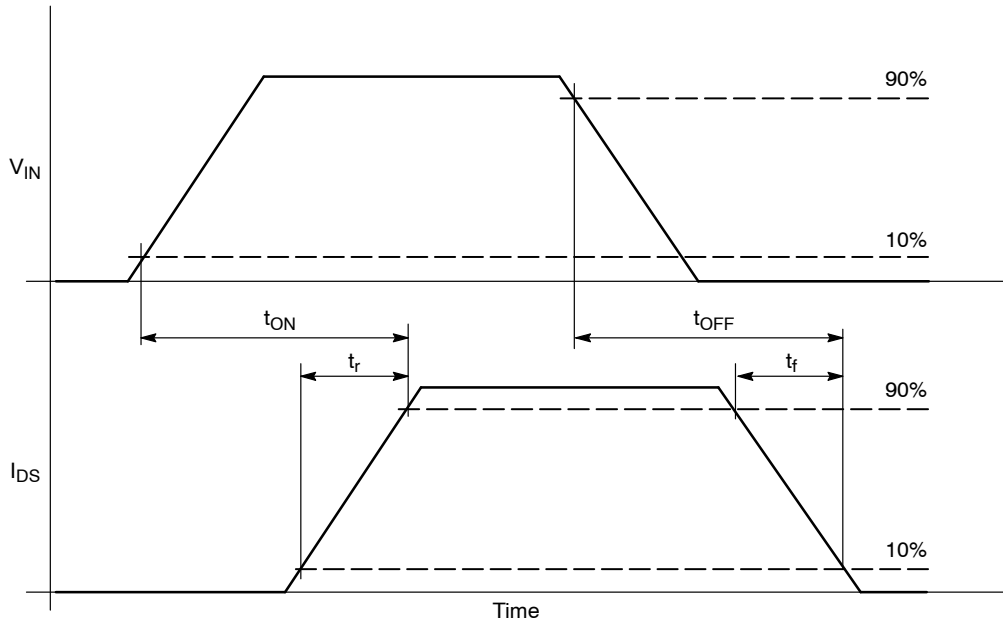 90%
V_IN
10%
t_ON
t_OFF
t_r
t_f
90%
I_DS
10%
Time